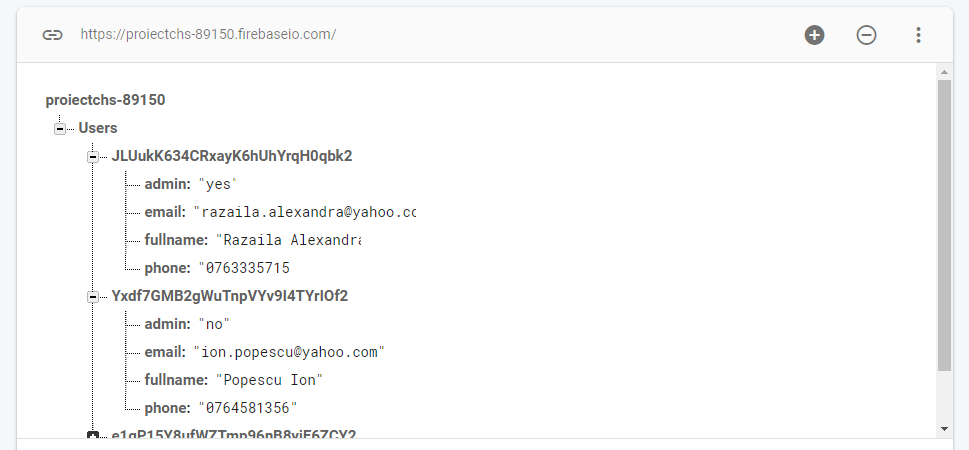 https://proiectchs-89150.firebaseio.com/
proiectchs-89150
Users
JLUukK634CRxayK6hUhYrqH0qbk2
admin: "yes"
email: "razaila.alexandra@yahoo.cc
fullname: "Razaila Alexandra
phone: "0763335715
Yxdf7GMB2gWuTnpVYv9I4TYrIOf2
admin: "no"
email: "ion.popescu@yahoo.com"
fullname: "Popescu Ion"
phone: "0764581356"